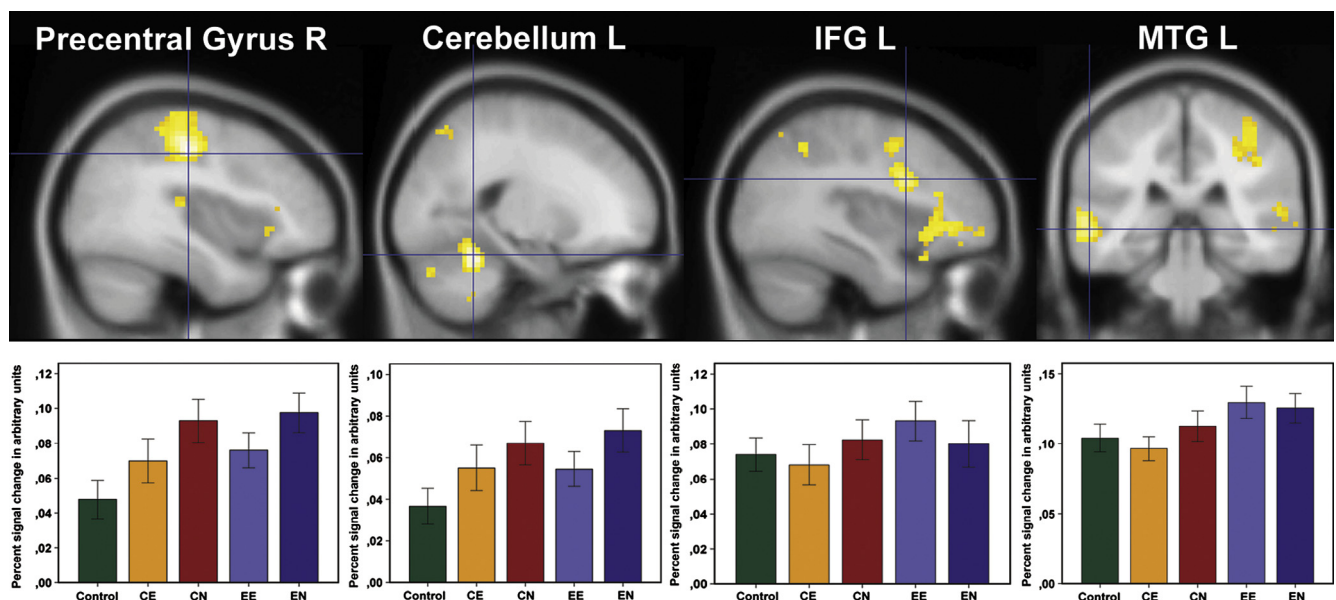 Precentral Gyrus R
Cerebellum L
IFG L
MTG L
Percent signal change in arbitrary units
,12
,10
,08
,06
,04
,02
,00
Control CE CN EE EN
Percent signal change in arbitrary units
,10
,08
,06
,04
,02
,00
Control CE CN EE EN
Percent signal change in arbitrary units
,12
,10
,08
,06
,04
,02
,00
Control CE CN EE EN
Percent signal change in arbitrary units
,15
,10
,05
,00
Control CE CN EE EN